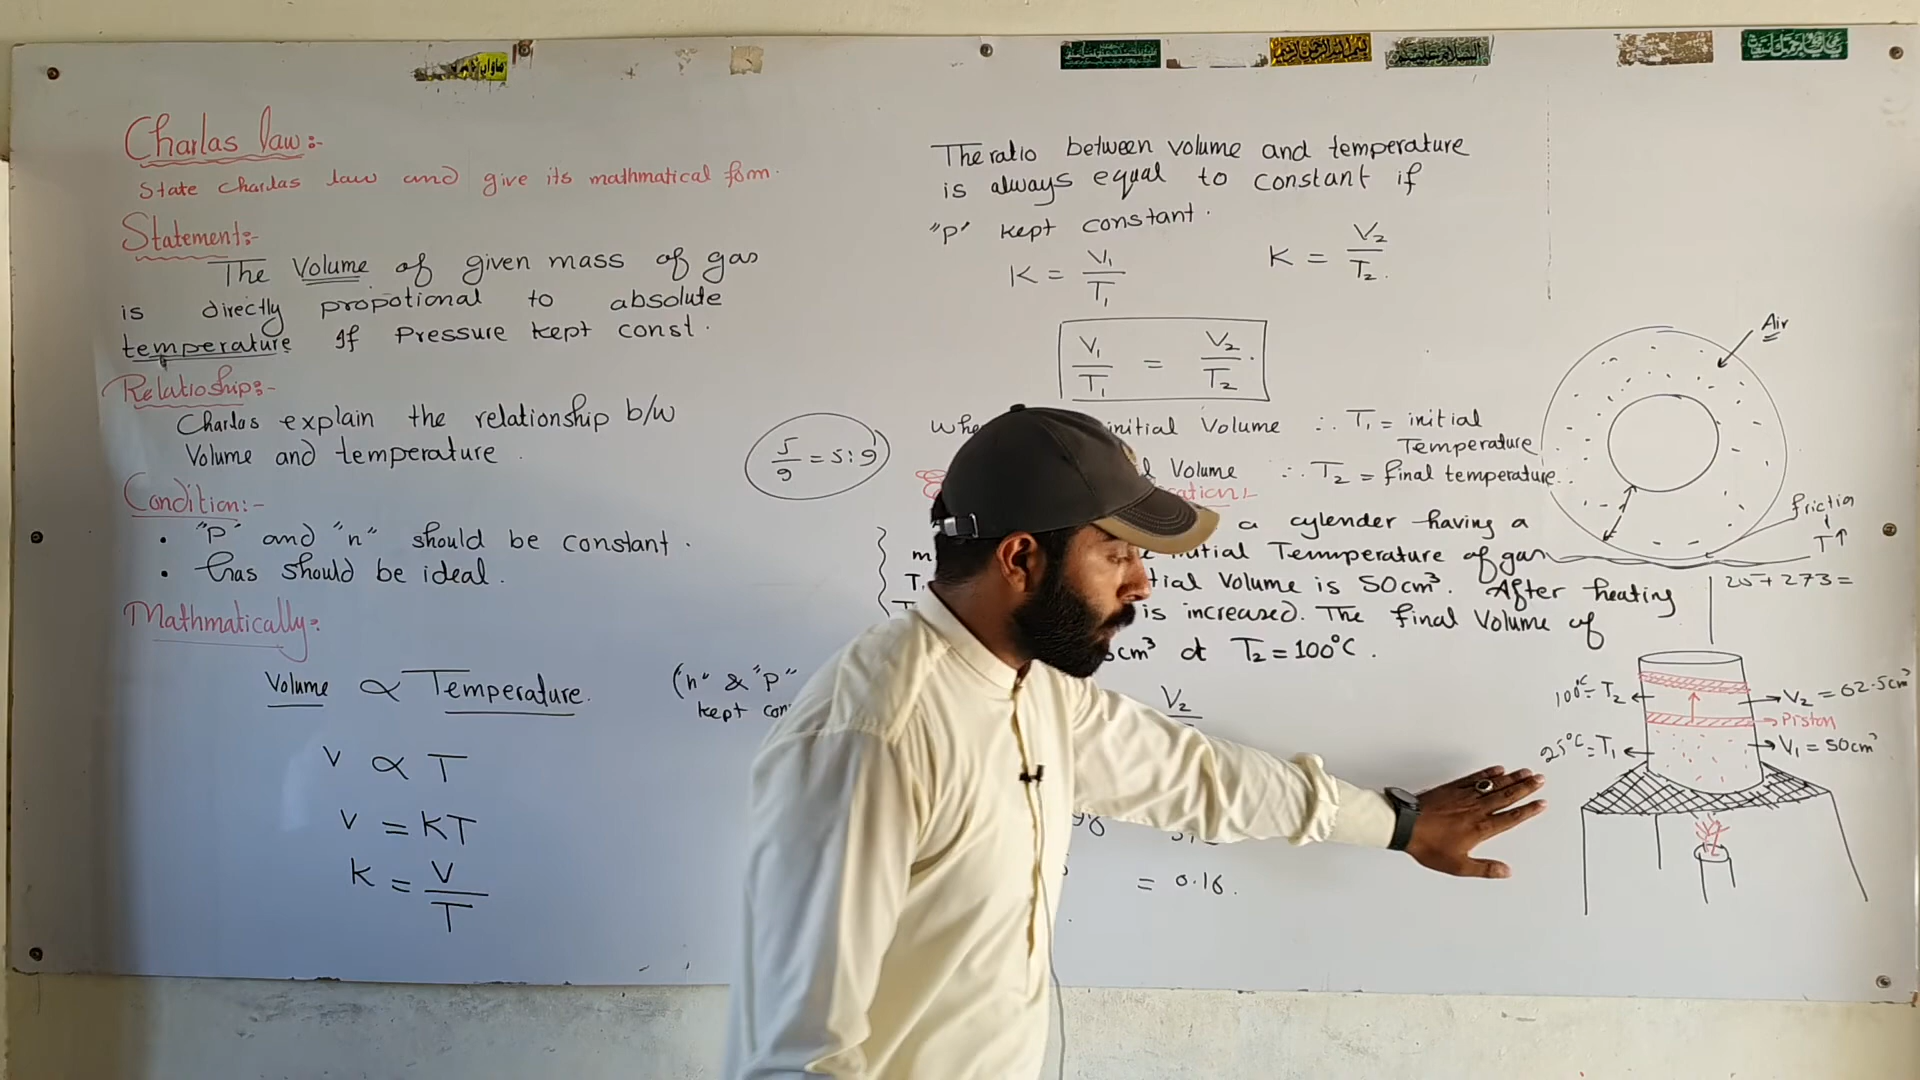 Charlas law:-
State Charlas law and give its mathmatical form.
Statement:-
The Volume of given mass of gas
is directly propotional to absolute
temperature If Pressure kept const.
Relatioship:-
Charlas explain the relationship b/w
Volume and temperature.
Condition:-
• "P" and "n" should be constant.
• Gas should be ideal.
Mathmatically:-
Volume ∝ Temperature. ("n" & "P"
kept
V ∝ T
V = KT
K = V/T
5/9 = 5:9
The ratio between volume and temperature
is always equal to constant if
"P" kept constant.
K = V₁/T₁ K = V₂/T₂.
V₁/T₁ = V₂/T₂.
initial Volume ∴ T₁ = initial
Temperature
Volume ∴ T₂ = final temperature.
a cylender having a
Temperature of gas
Volume is 50cm³. After heating
is increased. The final Volume of
cm³ at T₂ = 100°C.
V₂
= 0.16.
Air
friction
T↑
25+273=
100°C = T₂
V₂ = 62.5cm³
Piston
25°C = T₁
V₁ = 50cm³